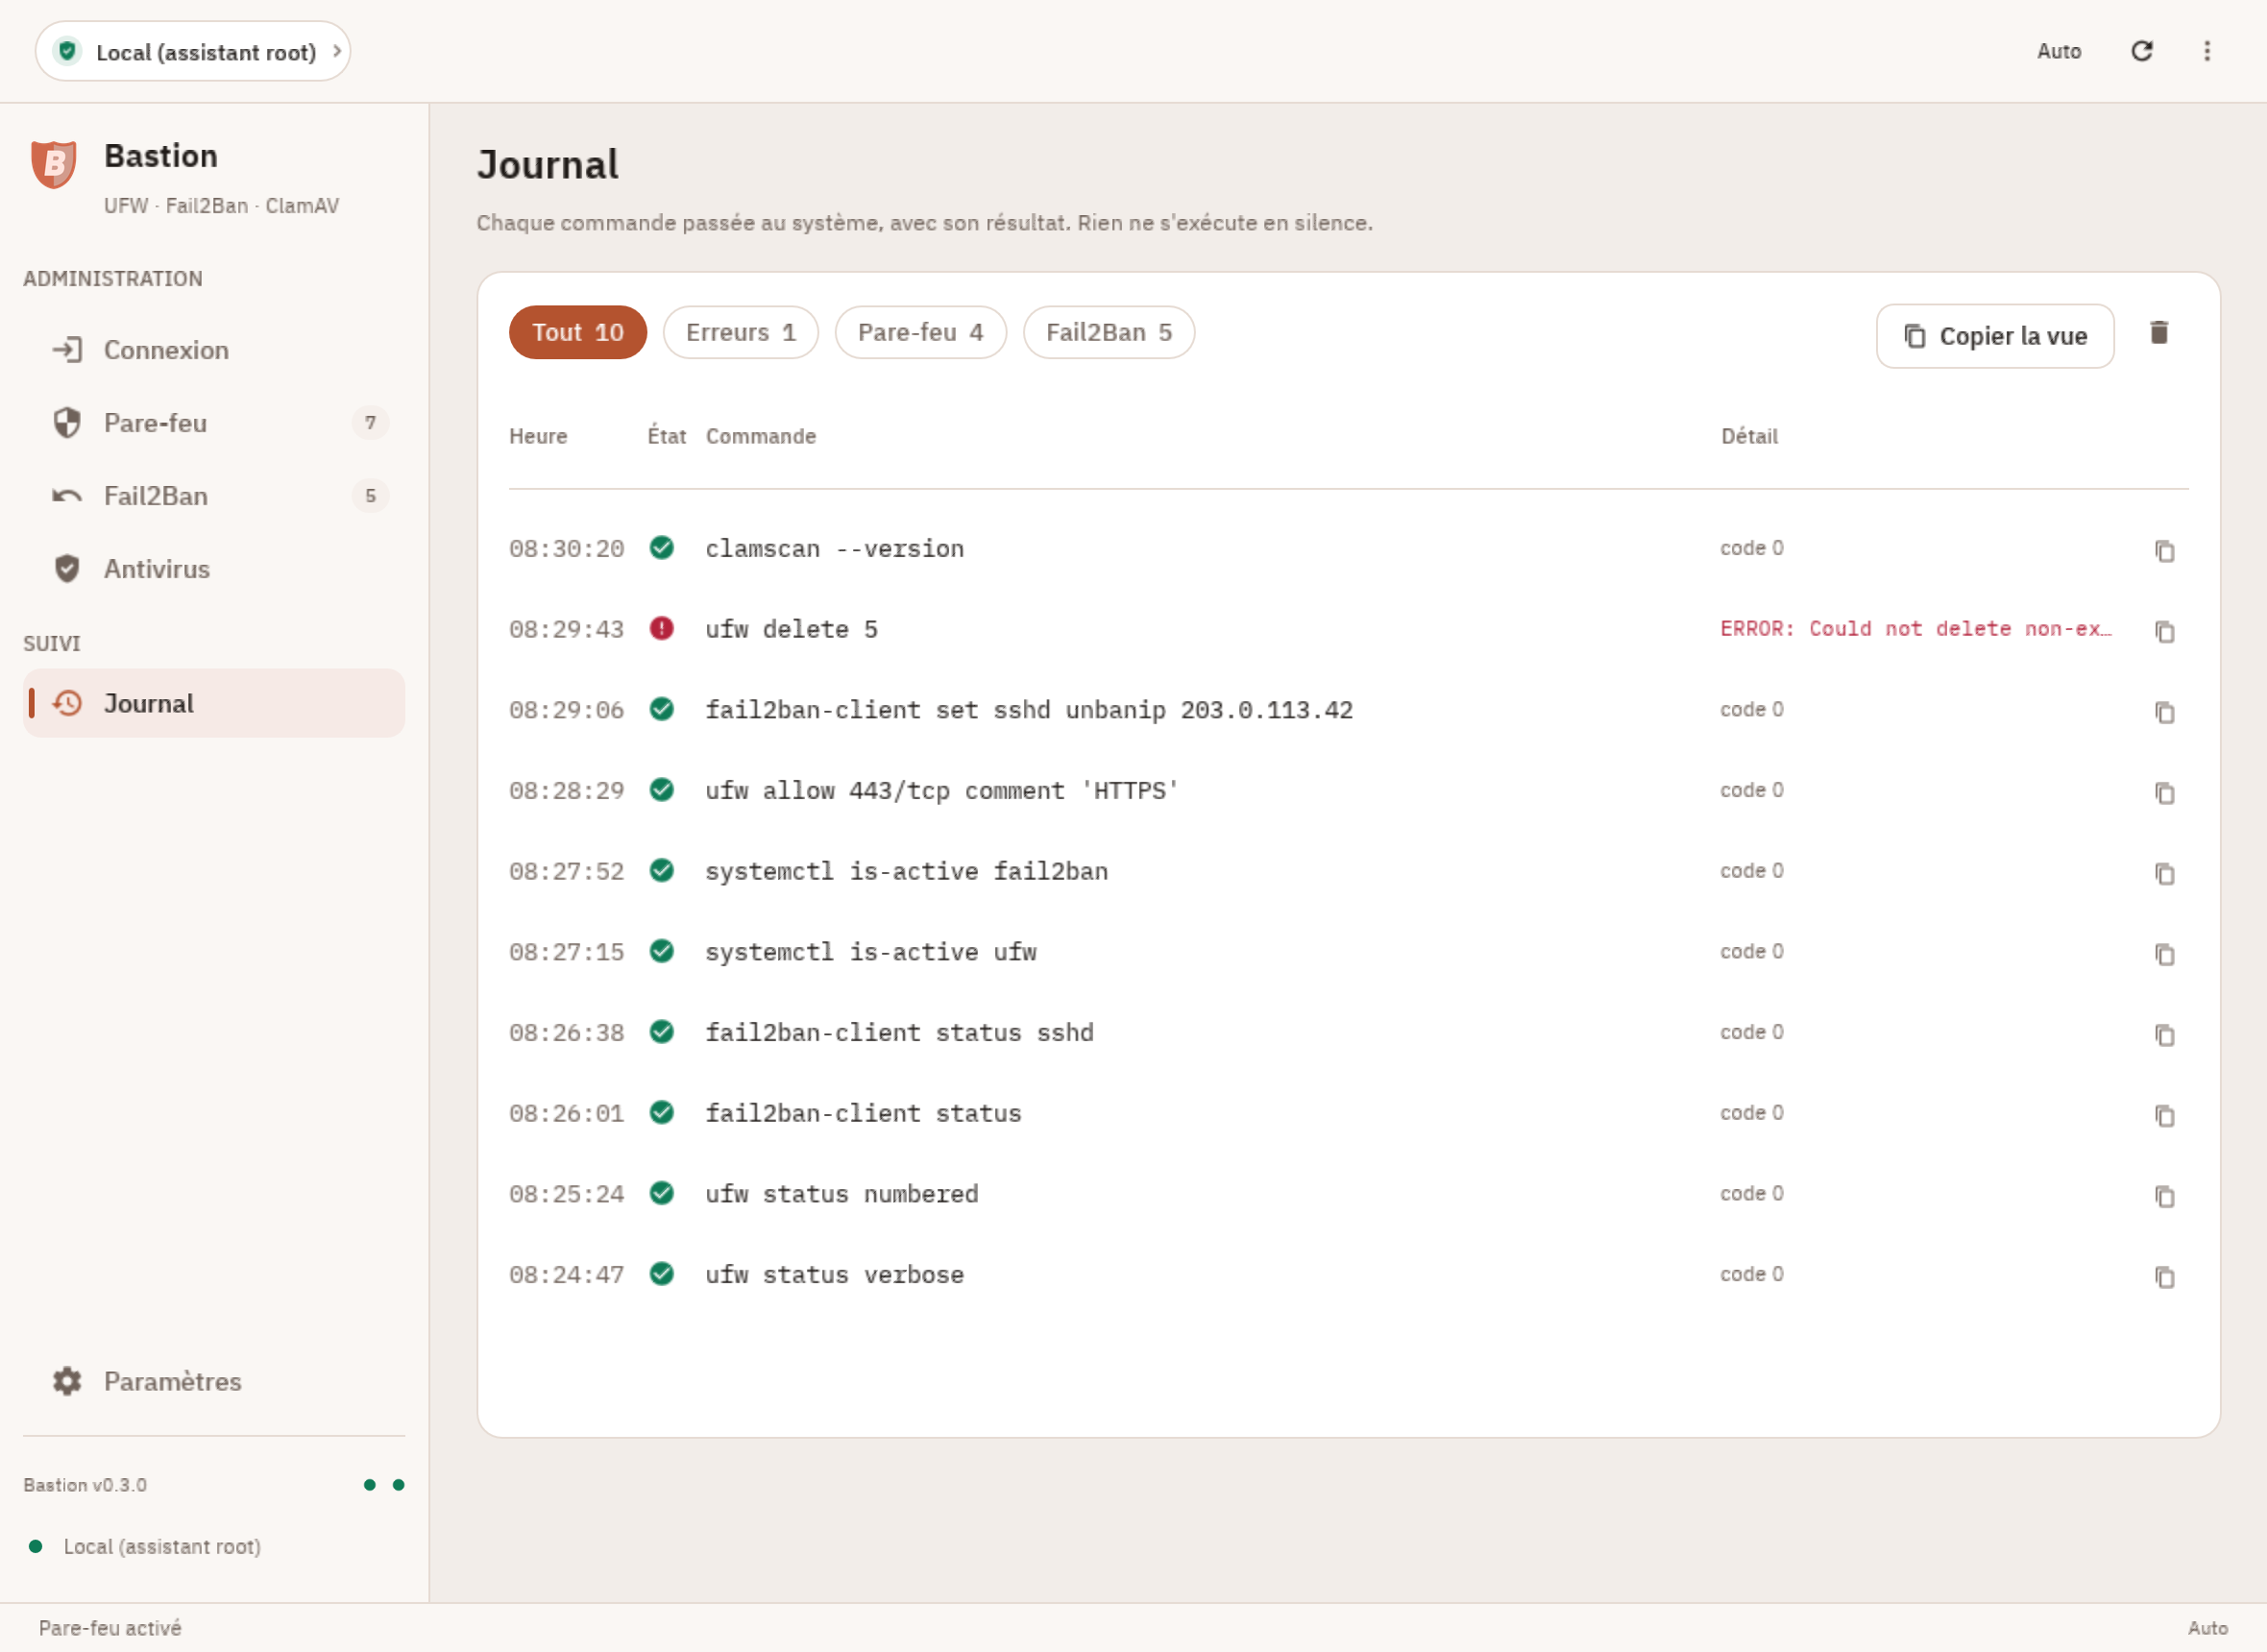 Local (assistant root)
Auto
Bastion
UFW · Fail2Ban · ClamAV
ADMINISTRATION
Connexion
Pare-feu 7
Fail2Ban 5
Antivirus
SUIVI
Journal
Paramètres
Bastion v0.3.0
Local (assistant root)
Journal
Chaque commande passée au système, avec son résultat. Rien ne s'exécute en silence.
Tout 10 Erreurs 1 Pare-feu 4 Fail2Ban 5 Copier la vue
Heure État Commande Détail
08:30:20 clamscan --version code 0
08:29:43 ufw delete 5 ERROR: Could not delete non-ex…
08:29:06 fail2ban-client set sshd unbanip 203.0.113.42 code 0
08:28:29 ufw allow 443/tcp comment 'HTTPS' code 0
08:27:52 systemctl is-active fail2ban code 0
08:27:15 systemctl is-active ufw code 0
08:26:38 fail2ban-client status sshd code 0
08:26:01 fail2ban-client status code 0
08:25:24 ufw status numbered code 0
08:24:47 ufw status verbose code 0
Pare-feu activé
Auto